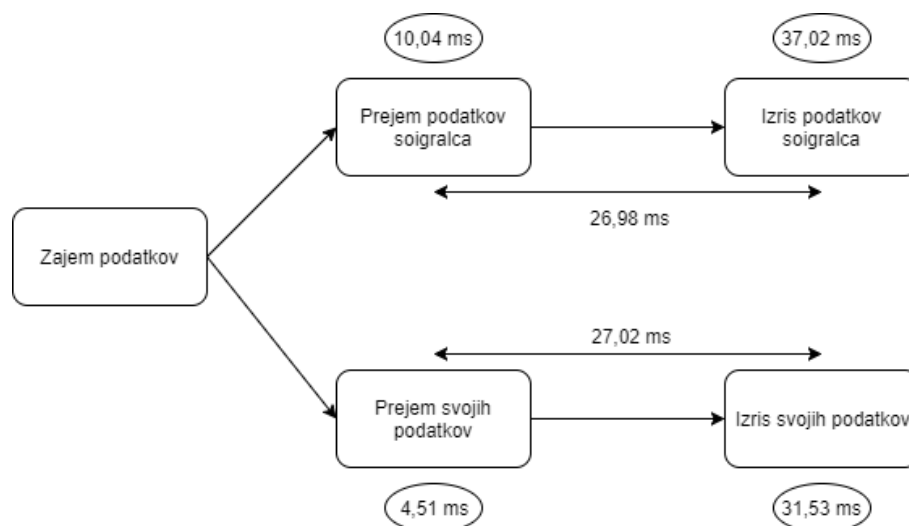 10,04 ms
37,02 ms
Prejem podatkov
soigralca
Izris podatkov
soigralca
26,98 ms
Zajem podatkov
27,02 ms
Prejem svojih
podatkov
Izris svojih podatkov
4,51 ms
31,53 ms